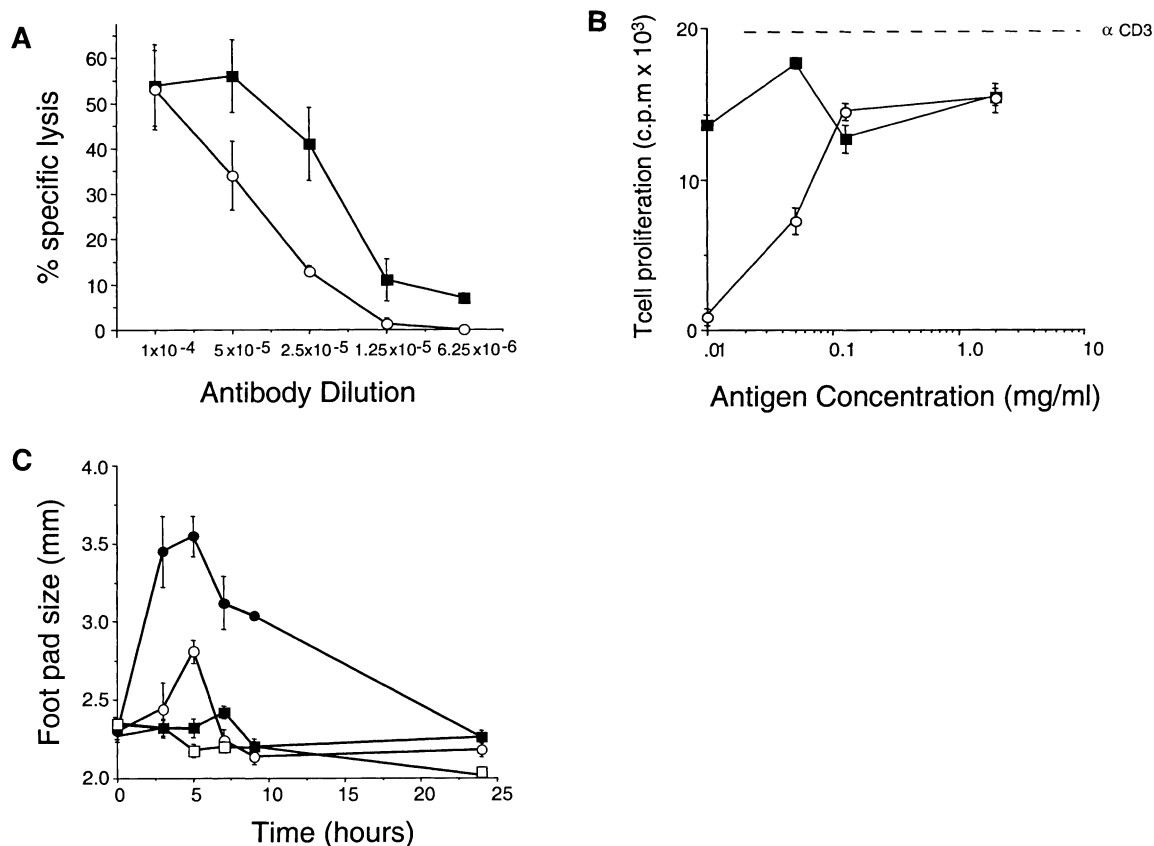 A
% specific lysis
60
50
40
30
20
10
0
1x10-4 5x10-5 2.5x10-5 1.25x10-5 6.25x10-6
Antibody Dilution
B
Tcell proliferation (c.p.m x 10³)
20
10
0
α CD3
.01 0.1 1.0 10
Antigen Concentration (mg/ml)
C
Foot pad size (mm)
4.0
3.5
3.0
2.5
2.0
0 5 10 15 20 25
Time (hours)